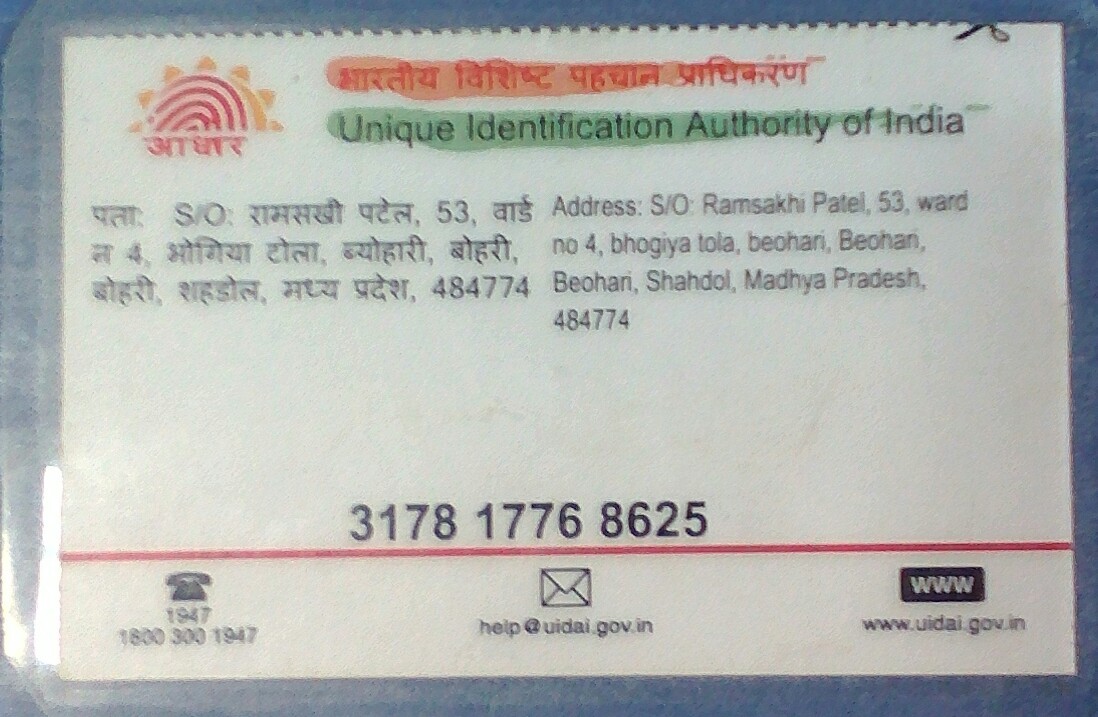 भारतीय विशिष्ट पहचान प्राधिकरण
Unique Identification Authority of India
आधार
पता: S/O: रामसखी पटेल, 53, वार्ड
न 4, भोगिया टोला, ब्योहारी, बोहरी,
बोहरी, शहडोल, मध्य प्रदेश, 484774
Address: S/O: Ramsakhi Patel, 53, ward
no 4, bhogiya tola, beohari, Beohari,
Beohari, Shahdol, Madhya Pradesh,
484774
3178 1776 8625
1947
1800 300 1947
help@uidai.gov.in
www
www.uidai.gov.in